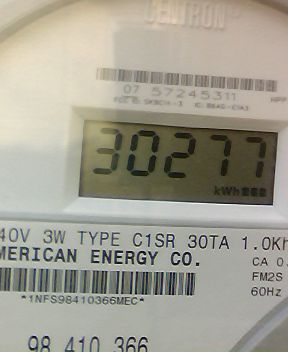 CENTRON®
07 57245311
30277
kWh
40V 3W TYPE C1SR 30TA 1.0Kh
MERICAN ENERGY CO.
CA 0.
FM2S
60Hz
*1NFS98410366MEC*
98 410 366